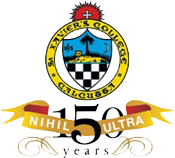 ST XAVIER'S COLLEGE
CALCUTTA
NIHIL ULTRA
150
years